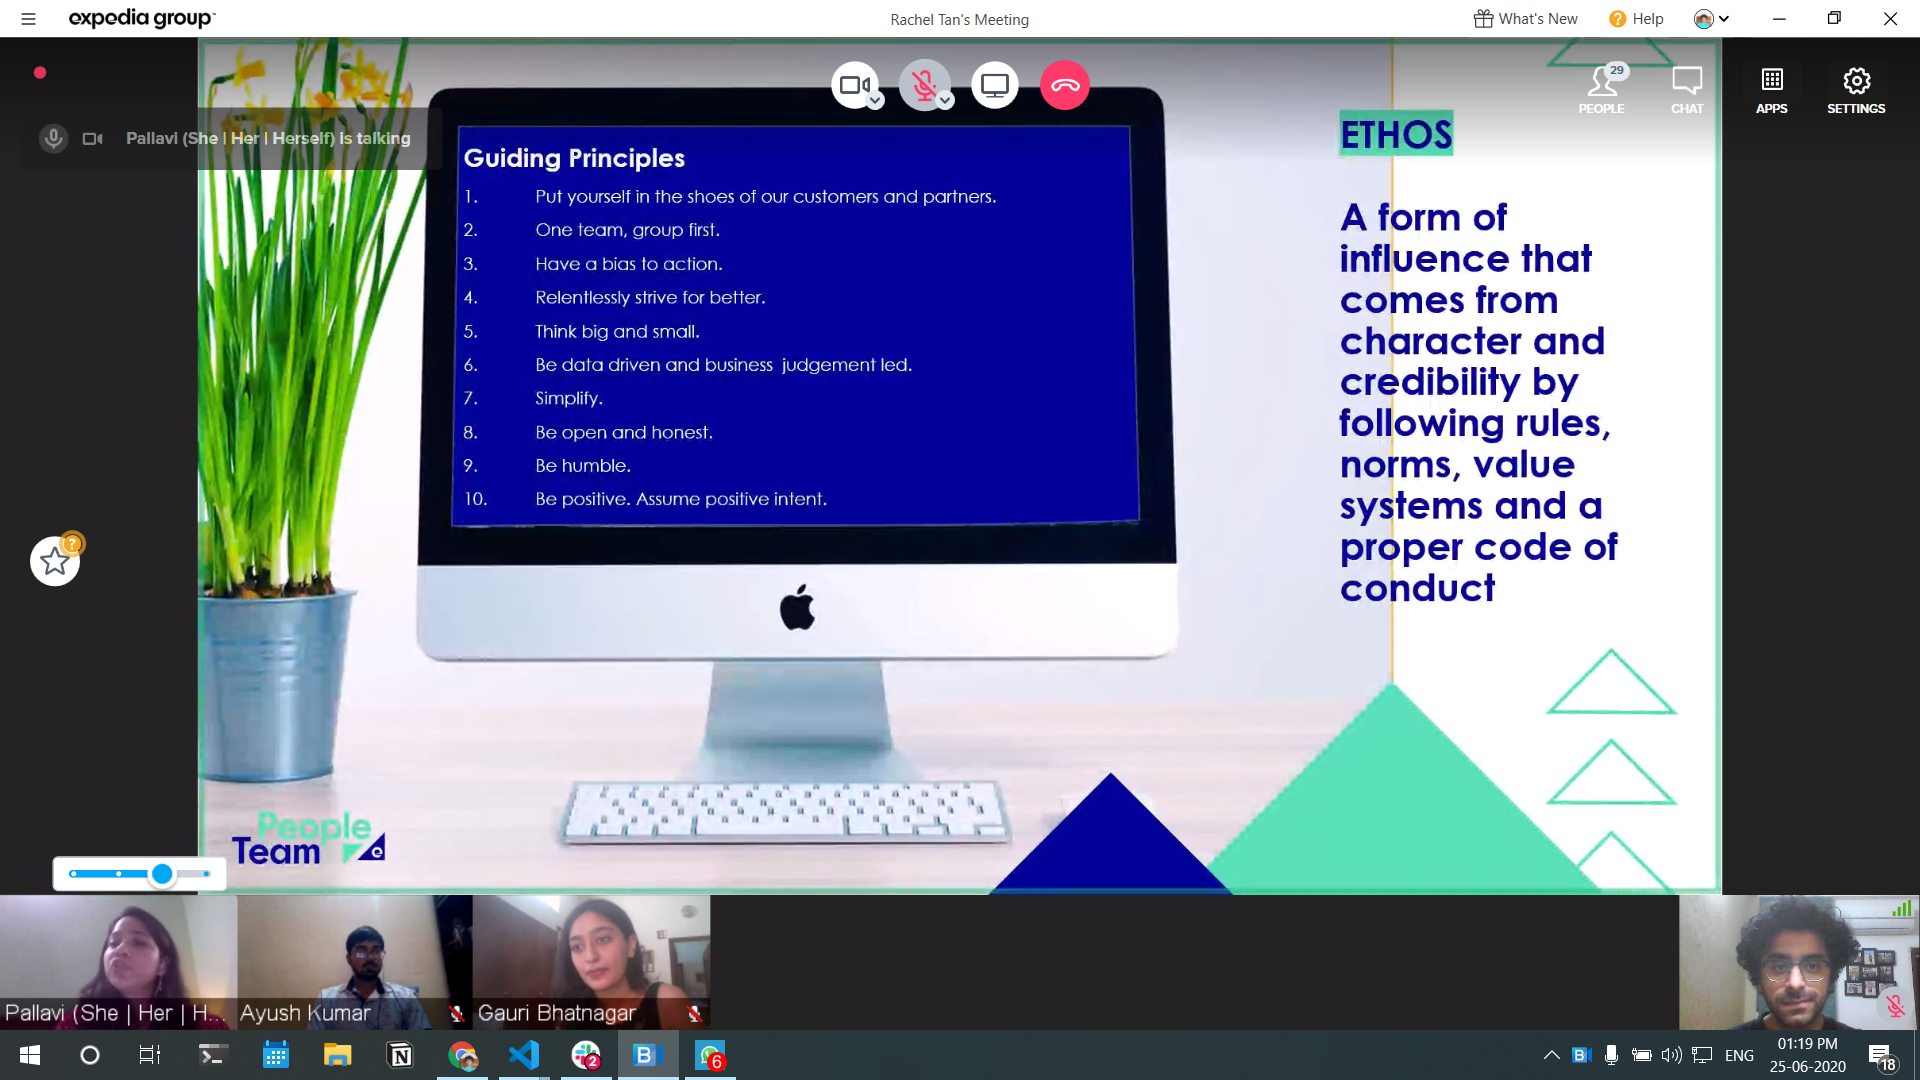 expedia group™
Rachel Tan's Meeting
What's New
? Help
29
PEOPLE
CHAT
APPS
SETTINGS
Pallavi (She | Her | Herself) is talking
Guiding Principles
1. Put yourself in the shoes of our customers and partners.
2. One team, group first.
3. Have a bias to action.
4. Relentlessly strive for better.
5. Think big and small.
6. Be data driven and business judgement led.
7. Simplify.
8. Be open and honest.
9. Be humble.
10. Be positive. Assume positive intent.
ETHOS
A form of
influence that
comes from
character and
credibility by
following rules,
norms, value
systems and a
proper code of
conduct
?
People
Team e
Pallavi (She | Her | H...
Ayush Kumar
Gauri Bhatnagar
N
2
B
6
B
ENG
01:19 PM
25-06-2020
18